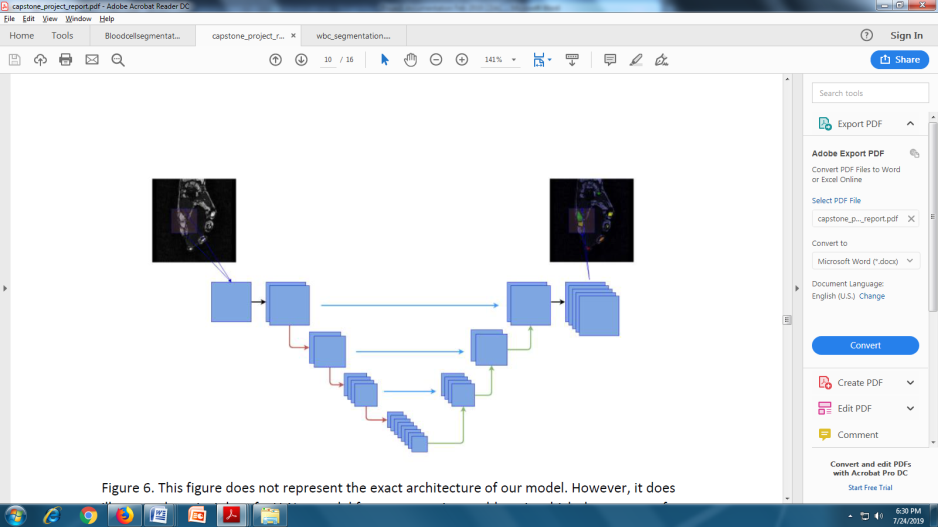 capstone_project_report.pdf - Adobe Acrobat Reader DC
File Edit View Window Help
Home Tools Bloodcellsegmentat... capstone_project_r... × wbc_segmentation... Sign In
10 / 16 141% Share
Search tools
Export PDF
Adobe Export PDF
Convert PDF Files to Word
or Excel Online
Select PDF File
capstone_p..._report.pdf
Convert to
Microsoft Word (*.docx)
Document Language:
English (U.S.) Change
Convert
Create PDF
Edit PDF
Comment
Convert and edit PDFs
with Acrobat Pro DC
Start Free Trial
Figure 6. This figure does not represent the exact architecture of our model. However, it does
6:30 PM
7/24/2019